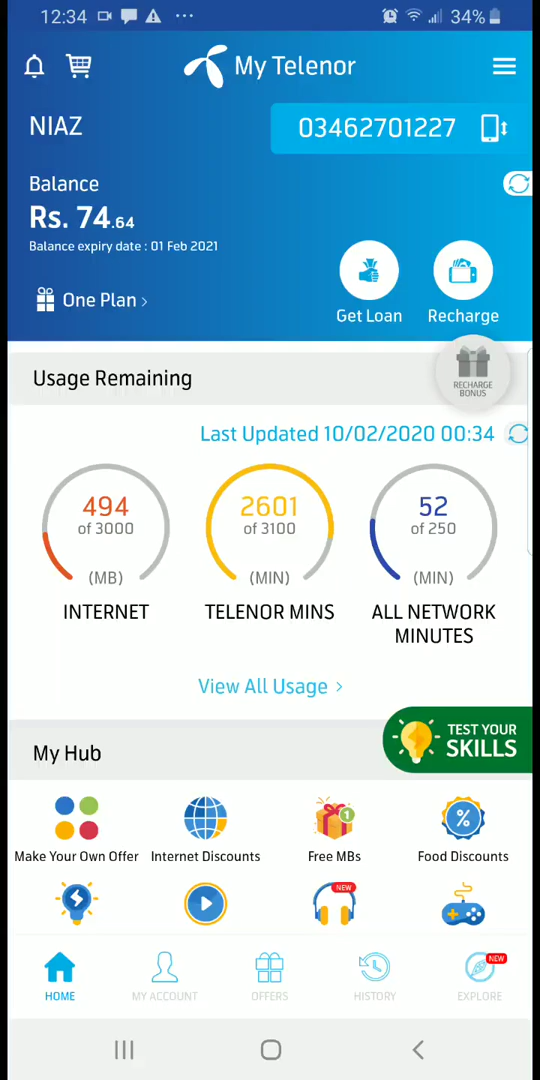 12:34
34%
My Telenor
NIAZ
03462701227
Balance
Rs. 74.64
Balance expiry date : 01 Feb 2021
One Plan
Get Loan
Recharge
RECHARGE
BONUS
Usage Remaining
Last Updated 10/02/2020 00:34
494
of 3000
(MB)
INTERNET
2601
of 3100
(MIN)
TELENOR MINS
52
of 250
(MIN)
ALL NETWORK
MINUTES
View All Usage
TEST YOUR
SKILLS
My Hub
Make Your Own Offer
Internet Discounts
1
Free MBs
%
Food Discounts
NEW
HOME
MY ACCOUNT
OFFERS
HISTORY
NEW
EXPLORE